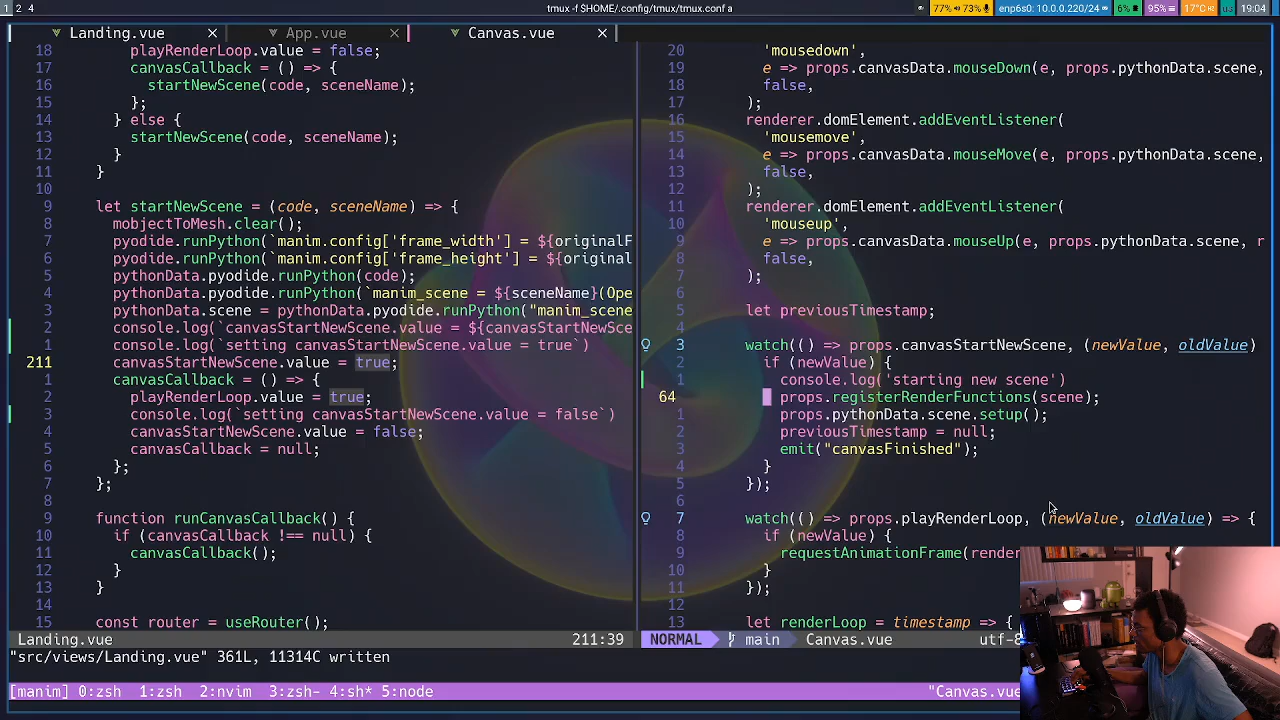 1 2 4 tmux -f $HOME/.config/tmux/tmux.conf a 77% 73% enp6s0: 10.0.0.220/24 6% 95% 17°C us 19:04
Landing.vue × App.vue × Canvas.vue ×
18 playRenderLoop.value = false;
17 canvasCallback = () => {
16 startNewScene(code, sceneName);
15 };
14 } else {
13 startNewScene(code, sceneName);
12 }
11 }
10
9 let startNewScene = (code, sceneName) => {
8 mobjectToMesh.clear();
7 pyodide.runPython(`manim.config['frame_width'] = ${originalF
6 pyodide.runPython(`manim.config['frame_height'] = ${original
5 pythonData.pyodide.runPython(code);
4 pythonData.pyodide.runPython(`manim_scene = ${sceneName}(Ope
3 pythonData.scene = pythonData.pyodide.runPython("manim_scene
2 console.log(`canvasStartNewScene.value = ${canvasStartNewSce
1 console.log(`setting canvasStartNewScene.value = true`)
211 canvasStartNewScene.value = true;
1 canvasCallback = () => {
2 playRenderLoop.value = true;
3 console.log(`setting canvasStartNewScene.value = false`)
4 canvasStartNewScene.value = false;
5 canvasCallback = null;
6 };
7 };
8
9 function runCanvasCallback() {
10 if (canvasCallback !== null) {
11 canvasCallback();
12 }
13 }
14
15 const router = useRouter();
Landing.vue 211:39
20 'mousedown',
19 e => props.canvasData.mouseDown(e, props.pythonData.scene,
18 false,
17 );
16 renderer.domElement.addEventListener(
15 'mousemove',
14 e => props.canvasData.mouseMove(e, props.pythonData.scene,
13 false,
12 );
11 renderer.domElement.addEventListener(
10 'mouseup',
9 e => props.canvasData.mouseUp(e, props.pythonData.scene, r
8 false,
7 );
6
5 let previousTimestamp;
4
3 watch(() => props.canvasStartNewScene, (newValue, oldValue)
2 if (newValue) {
1 console.log('starting new scene')
64 props.registerRenderFunctions(scene);
1 props.pythonData.scene.setup();
2 previousTimestamp = null;
3 emit("canvasFinished");
4 }
5 });
6
7 watch(() => props.playRenderLoop, (newValue, oldValue) => {
8 if (newValue) {
9 requestAnimationFrame(render
10 }
11 });
12
13 let renderLoop = timestamp => {
NORMAL main Canvas.vue utf-8
"src/views/Landing.vue" 361L, 11314C written
[manim] 0:zsh 1:zsh 2:nvim 3:zsh- 4:sh* 5:node "Canvas.vue